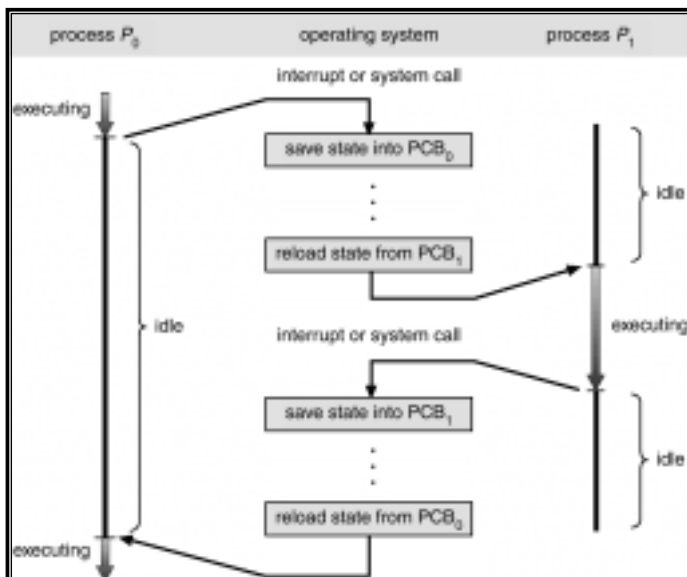 process P0 operating system process P1
interrupt or system call
executing
save state into PCB0
idle
reload state from PCB1
idle
interrupt or system call
executing
save state into PCB1
idle
reload state from PCB0
executing